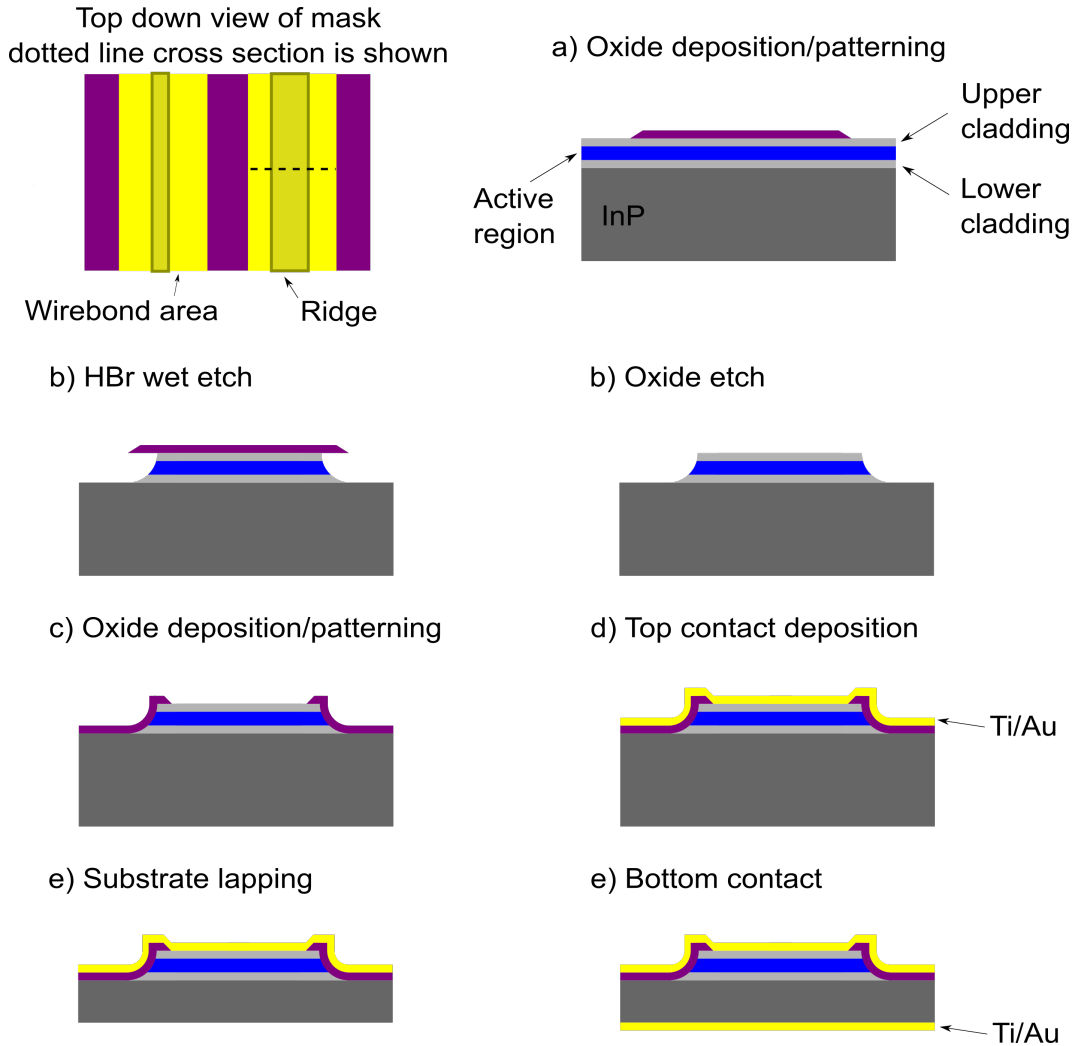 Top down view of mask
dotted line cross section is shown
Wirebond area
Ridge
a) Oxide deposition/patterning
Upper
cladding
Active
region
InP
Lower
cladding
b) HBr wet etch
b) Oxide etch
c) Oxide deposition/patterning
d) Top contact deposition
Ti/Au
e) Substrate lapping
e) Bottom contact
Ti/Au